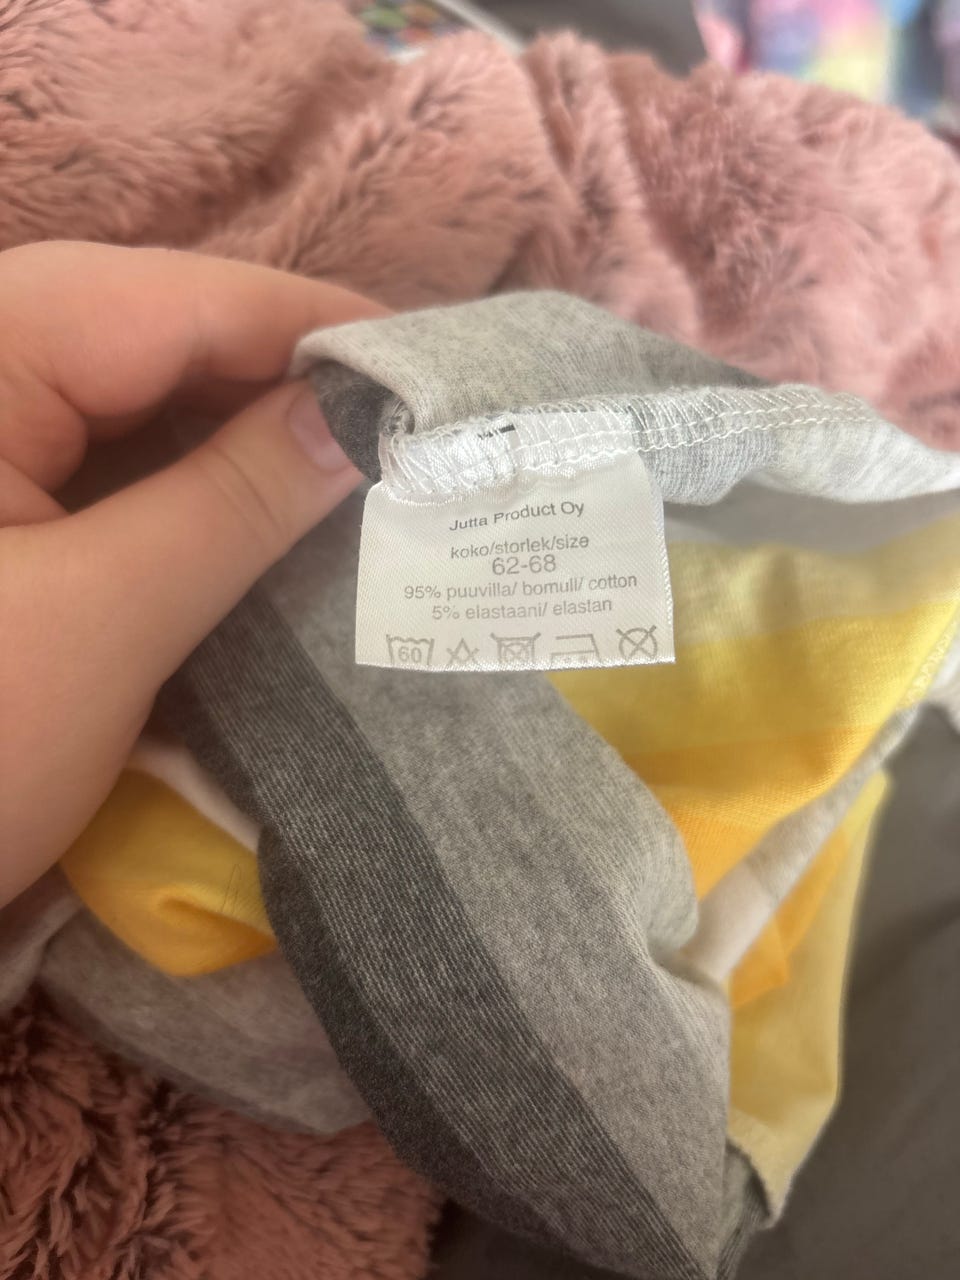 Jutta Product Oy
koko/storlek/size
62-68
95% puuvilla/ bomull/ cotton
5% elastaani/ elastan
60